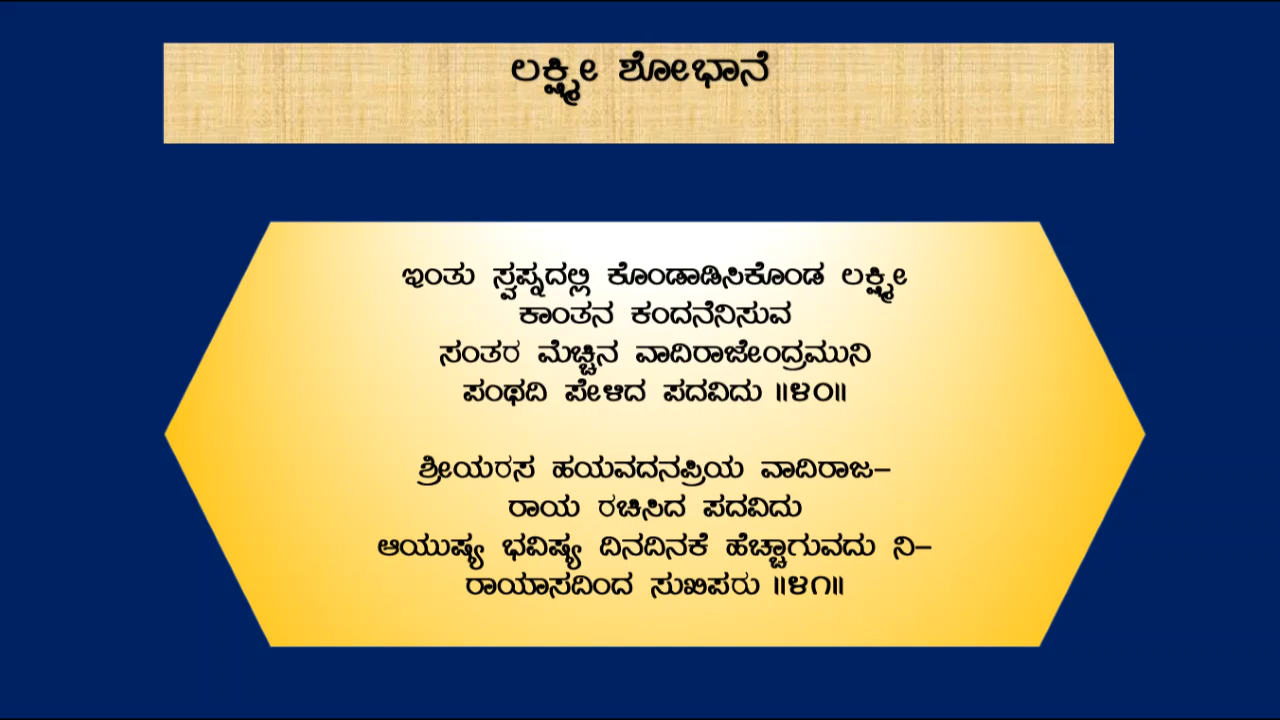 ಲಕ್ಷ್ಮೀ ಶೋಭಾನೆ
ಇಂತು ಸ್ವಪ್ನದಲ್ಲಿ ಕೊಂಡಾಡಿಸಿಕೊಂಡ ಲಕ್ಷ್ಮೀ
ಕಾಂತನ ಕಂದನೆನಿಸುವ
ಸಂತರ ಮೆಚ್ಚಿನ ವಾದಿರಾಜೇಂದ್ರಮುನಿ
ಪಂಥದಿ ಪೇಳಿದ ಪದವಿದು ॥೪೦॥
ಶ್ರೀಯರಸ ಹಯವದನಪ್ರಿಯ ವಾದಿರಾಜ–
ರಾಯ ರಚಿಸಿದ ಪದವಿದು
ಆಯುಷ್ಯ ಭವಿಷ್ಯ ದಿನದಿನಕೆ ಹೆಚ್ಚಾಗುವದು ನಿ–
ರಾಯಾಸದಿಂದ ಸುಖಿಪರು ॥೪೧॥